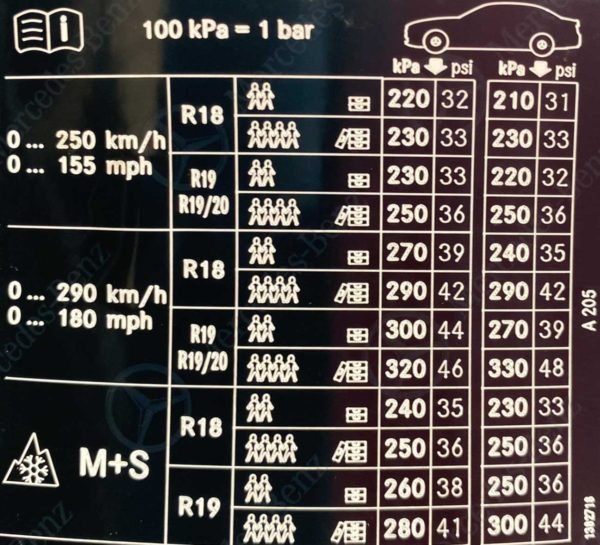 100 kPa = 1 bar
kPa psi kPa psi
0 ... 250 km/h
0 ... 155 mph
R18
220 32 210 31
230 33 230 33
R19
R19/20
230 33 220 32
250 36 250 36
0 ... 290 km/h
0 ... 180 mph
R18
270 39 240 35
290 42 290 42
R19
R19/20
300 44 270 39
320 46 330 48
M+S
R18
240 35 230 33
250 36 250 36
R19
260 38 250 36
280 41 300 44
A 205
Mercedes-Benz